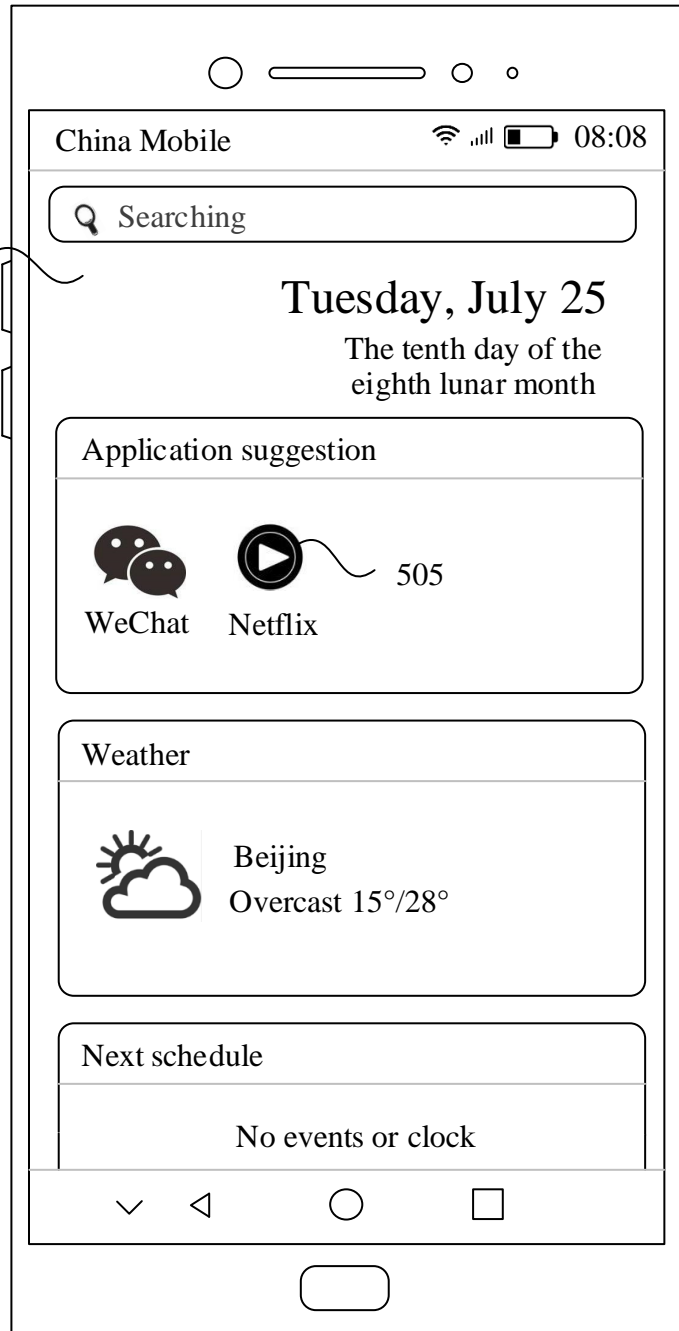 China Mobile 08:08
Searching
Tuesday, July 25
The tenth day of the
eighth lunar month
Application suggestion
505
WeChat Netflix
Weather
Beijing
Overcast 15°/28°
Next schedule
No events or clock